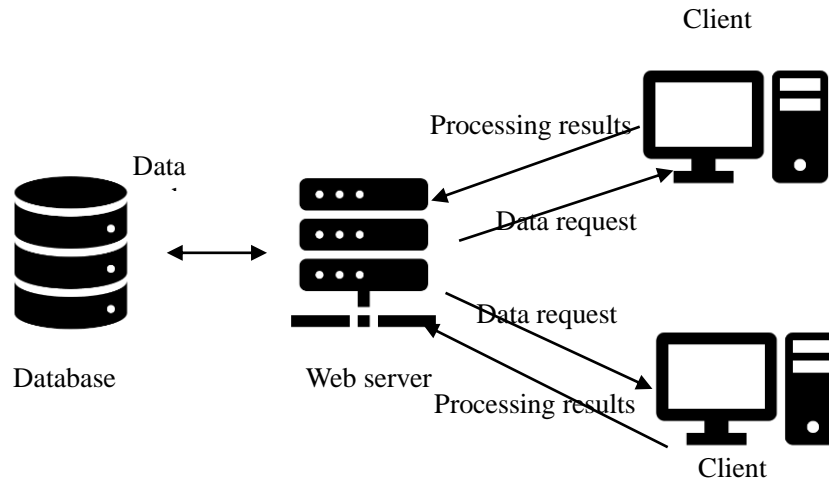 Client
Processing results
Data
Data request
Data request
Database
Web server
Processing results
Client